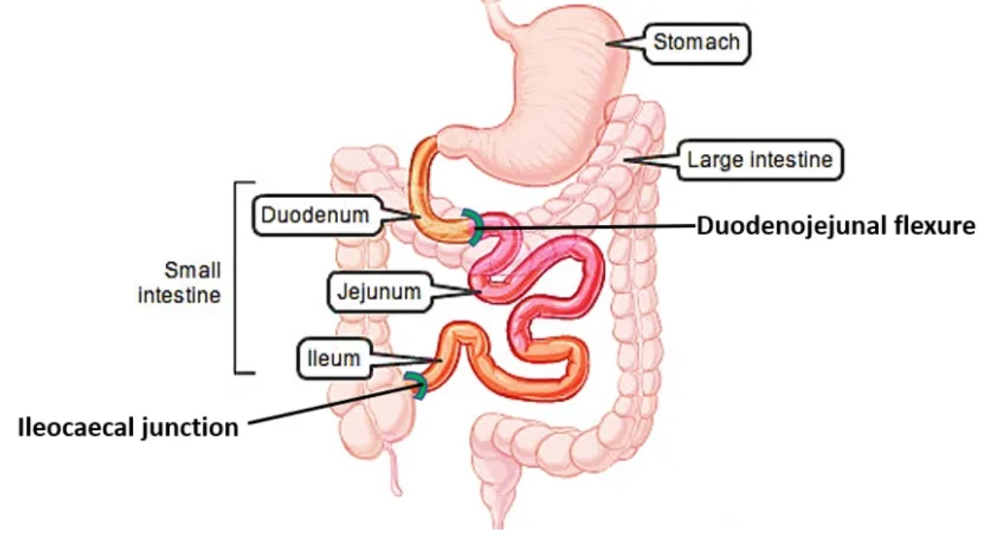 Stomach
Large intestine
Duodenum
Duodenojejunal flexure
Small
intestine
Jejunum
Ileum
Ileocaecal junction